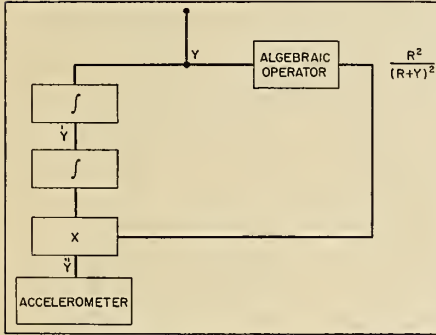 Y
ALGEBRAIC
OPERATOR
R²
(R+Y)²
∫
Ẏ
∫
X
Ÿ
ACCELEROMETER